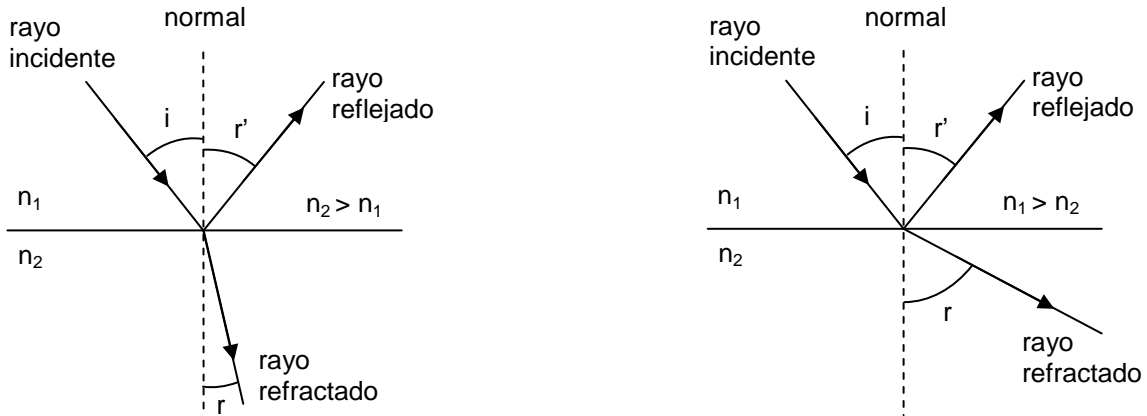 normal
rayo
incidente
i
r’
rayo
reflejado
n₁
n₂ > n₁
n₂
rayo
refractado
r
normal
rayo
incidente
i
r’
rayo
reflejado
n₁
n₁ > n₂
n₂
r
rayo
refractado